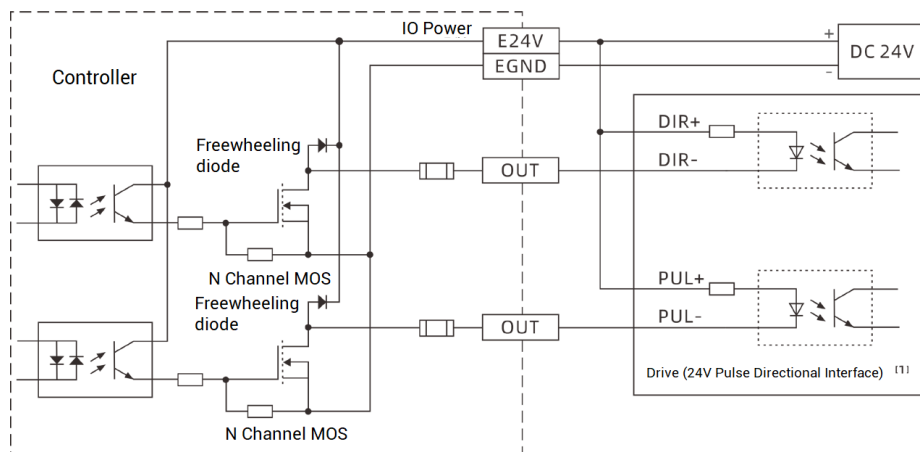 IO Power
E24V
+
DC 24V
EGND
-
Controller
DIR+
Freewheeling
diode
DIR-
OUT
N Channel MOS
PUL+
Freewheeling
diode
PUL-
OUT
Drive (24V Pulse Directional Interface) [1]
N Channel MOS